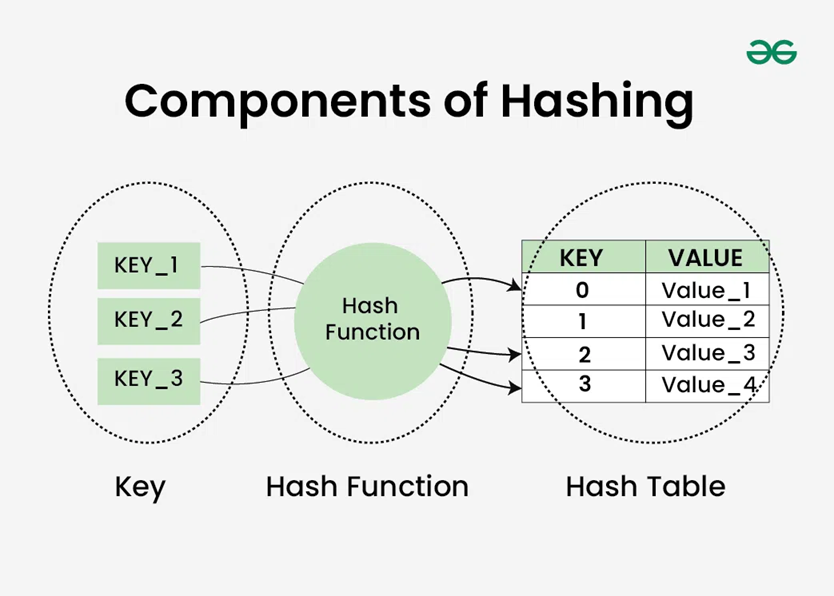 Components of Hashing
KEY_1
KEY_2
KEY_3
Hash
Function
KEY VALUE
0 Value_1
1 Value_2
2 Value_3
3 Value_4
Key
Hash Function
Hash Table